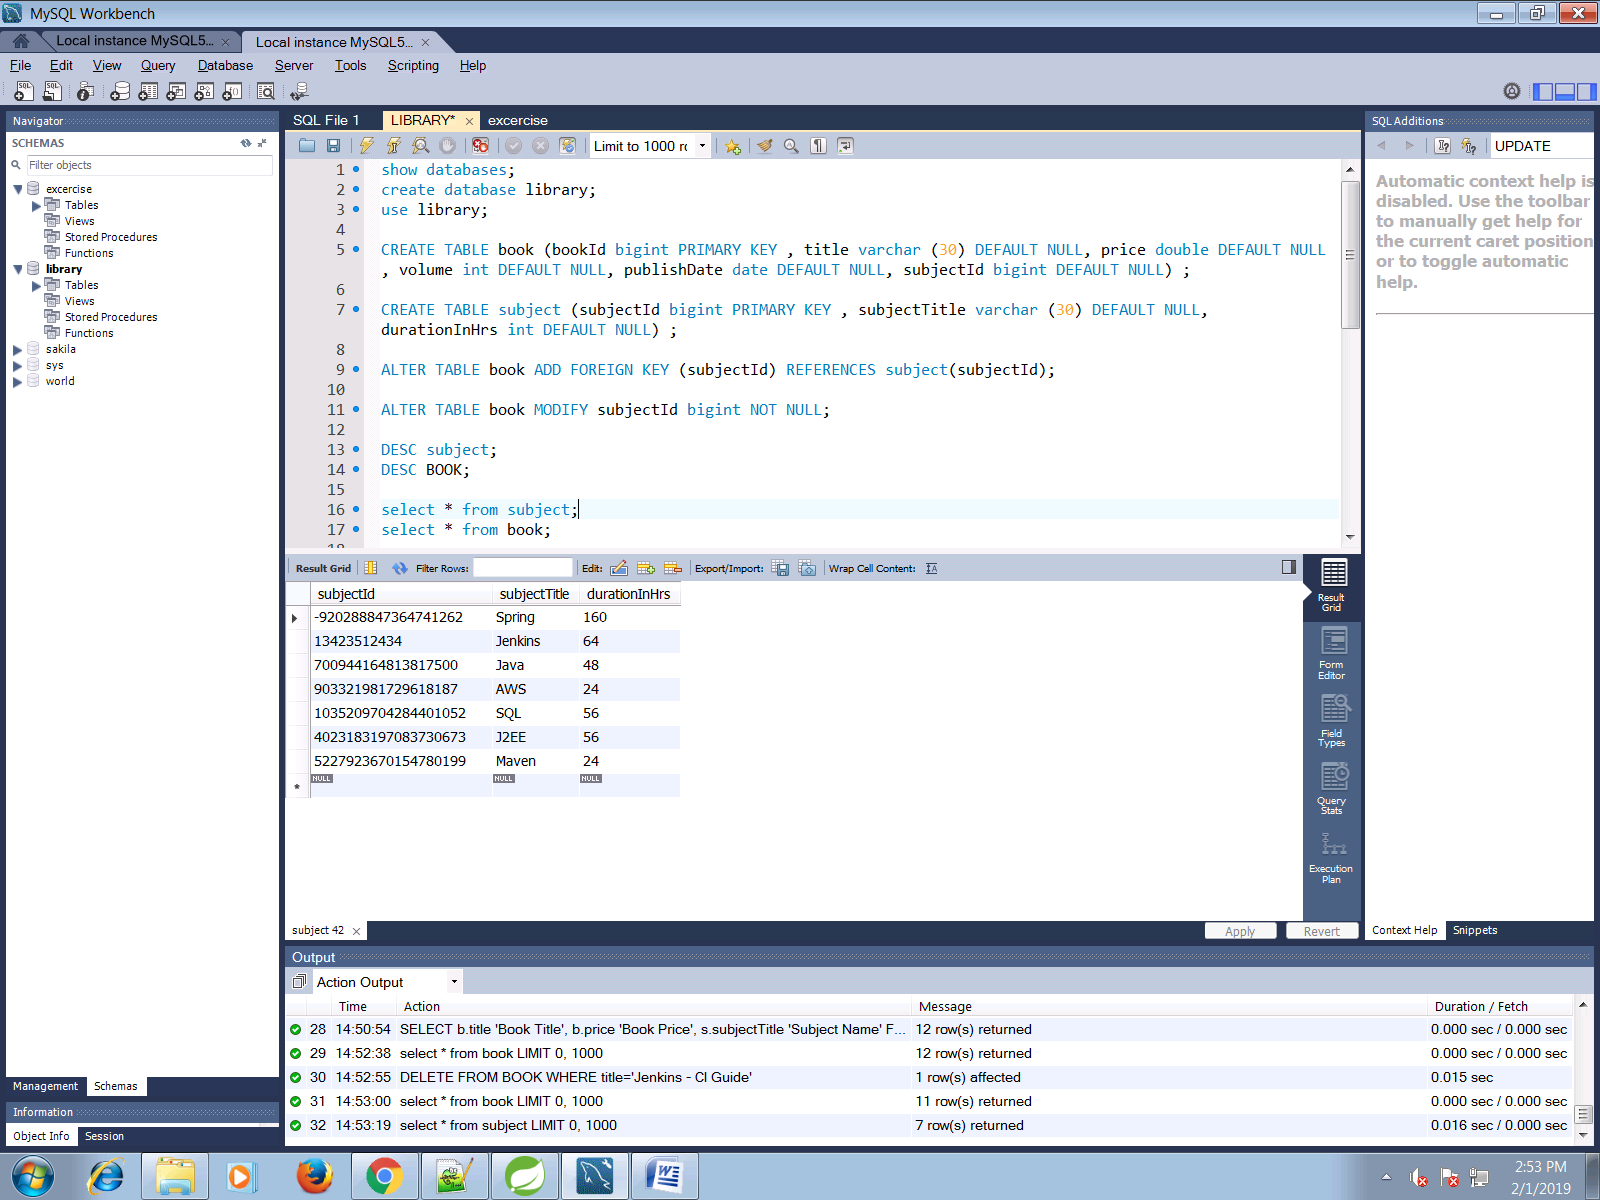 MySQL Workbench
Local instance MySQL5... × Local instance MySQL5... ×
File Edit View Query Database Server Tools Scripting Help
Navigator
SCHEMAS
Filter objects
excercise
Tables
Views
Stored Procedures
Functions
library
Tables
Views
Stored Procedures
Functions
sakila
sys
world
Management Schemas
Information
Object Info Session
SQL File 1 LIBRARY* × excercise
Limit to 1000 rc
1 show databases;
2 create database library;
3 use library;
4
5 CREATE TABLE book (bookId bigint PRIMARY KEY , title varchar (30) DEFAULT NULL, price double DEFAULT NULL
, volume int DEFAULT NULL, publishDate date DEFAULT NULL, subjectId bigint DEFAULT NULL) ;
6
7 CREATE TABLE subject (subjectId bigint PRIMARY KEY , subjectTitle varchar (30) DEFAULT NULL,
durationInHrs int DEFAULT NULL) ;
8
9 ALTER TABLE book ADD FOREIGN KEY (subjectId) REFERENCES subject(subjectId);
10
11 ALTER TABLE book MODIFY subjectId bigint NOT NULL;
12
13 DESC subject;
14 DESC BOOK;
15
16 select * from subject;
17 select * from book;
18
Result Grid Filter Rows: Edit: Export/Import: Wrap Cell Content:
subjectId subjectTitle durationInHrs
-920288847364741262 Spring 160
13423512434 Jenkins 64
700944164813817500 Java 48
903321981729618187 AWS 24
1035209704284401052 SQL 56
4023183197083730673 J2EE 56
5227923670154780199 Maven 24
NULL NULL NULL
Result
Grid
Form
Editor
Field
Types
Query
Stats
Execution
Plan
subject 42 ×
Apply Revert
SQL Additions
UPDATE
Automatic context help is
disabled. Use the toolbar
to manually get help for
the current caret position
or to toggle automatic
help.
Context Help Snippets
Output
Action Output
Time Action Message Duration / Fetch
28 14:50:54 SELECT b.title 'Book Title', b.price 'Book Price', s.subjectTitle 'Subject Name' F... 12 row(s) returned 0.000 sec / 0.000 sec
29 14:52:38 select * from book LIMIT 0, 1000 12 row(s) returned 0.000 sec / 0.000 sec
30 14:52:55 DELETE FROM BOOK WHERE title='Jenkins - CI Guide' 1 row(s) affected 0.015 sec
31 14:53:00 select * from book LIMIT 0, 1000 11 row(s) returned 0.000 sec / 0.000 sec
32 14:53:19 select * from subject LIMIT 0, 1000 7 row(s) returned 0.016 sec / 0.000 sec
2:53 PM
2/1/2019